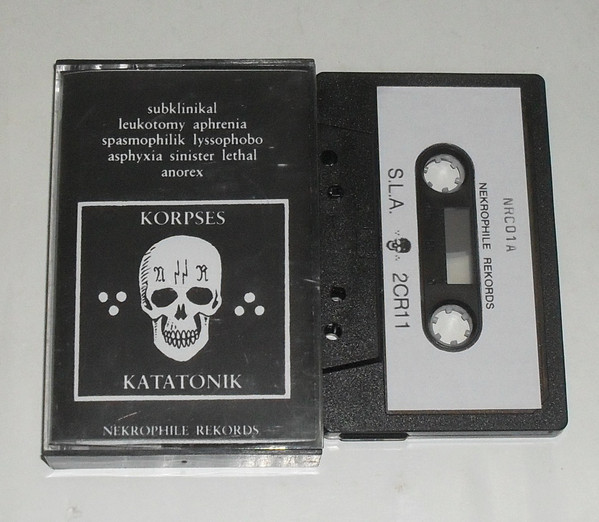 subklinikal
leukotomy aphrenia
spasmophilik lyssophobo
asphyxia sinister lethal
anorex
KORPSES
N R
KATATONIK
NEKROPHILE REKORDS
NRC01A
NEKROPHILE REKORDS
S.L.A. 2CR11